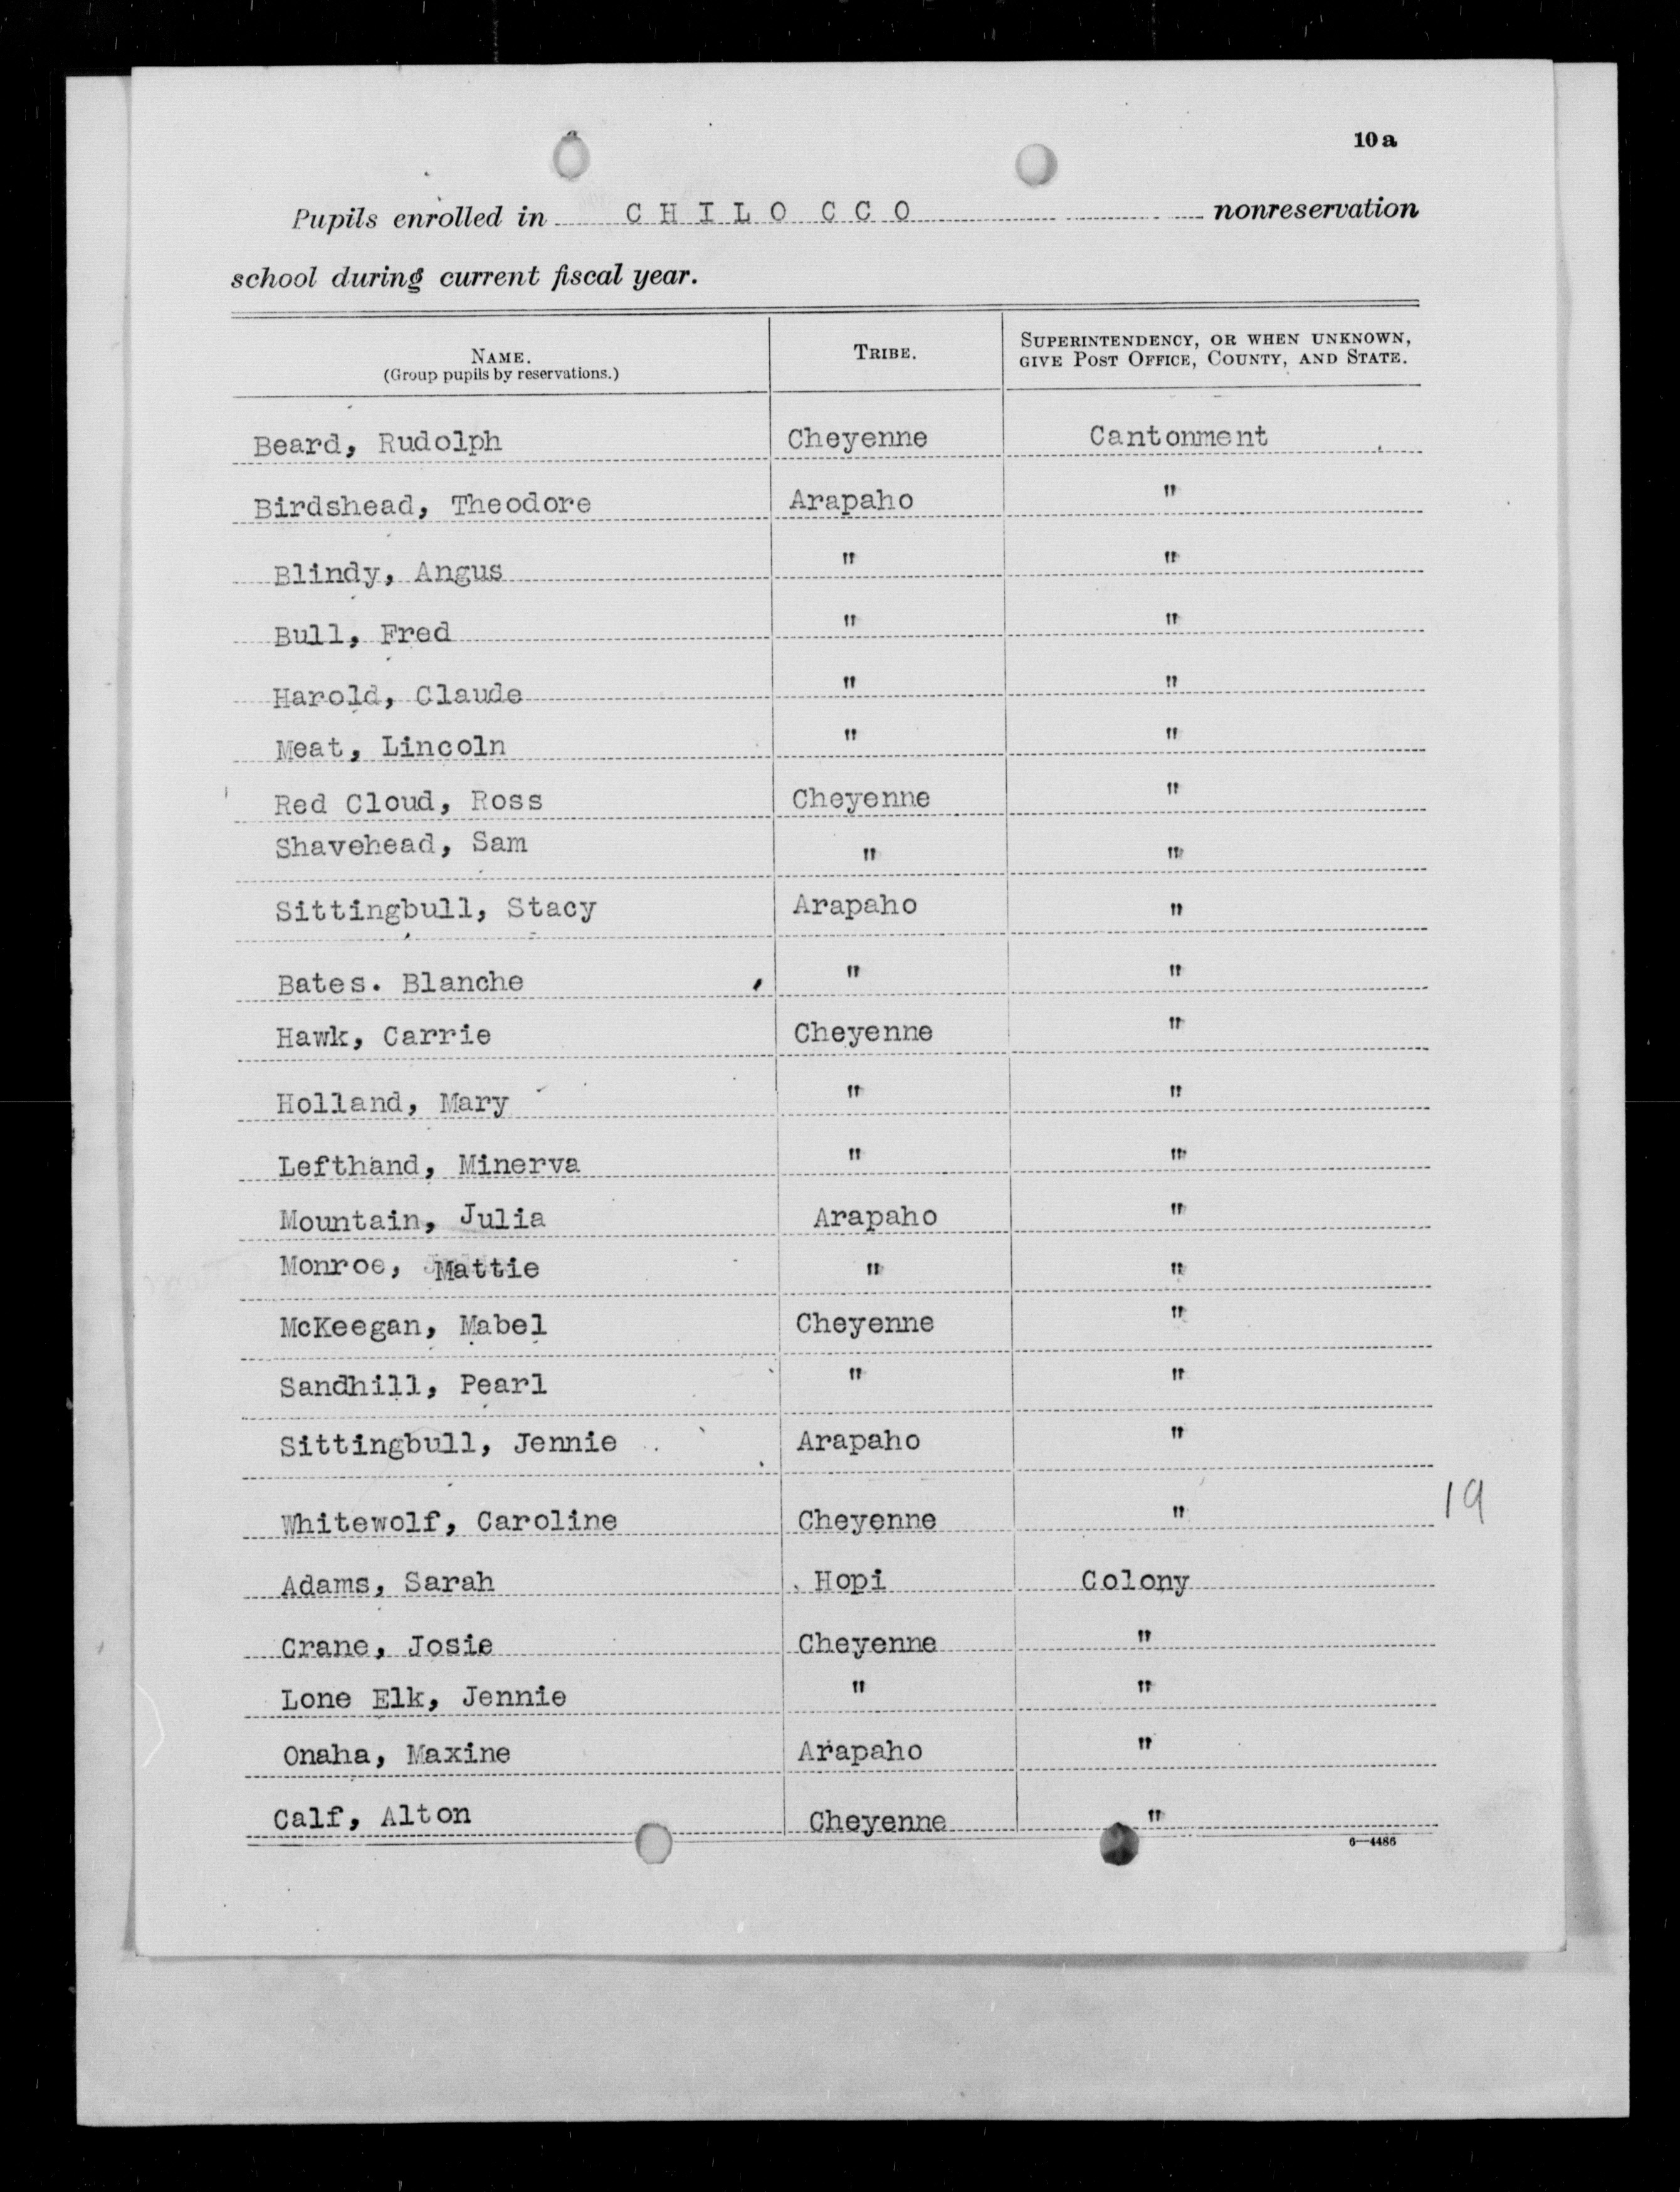 10 a
Pupils enrolled in C H I L O C C O nonreservation
school during current fiscal year.
NAME. TRIBE. SUPERINTENDENCY, OR WHEN UNKNOWN,
(Group pupils by reservations.) GIVE POST OFFICE, COUNTY, AND STATE.
Beard, Rudolph Cheyenne Cantonment
Birdshead, Theodore Arapaho "
Blindy, Angus " "
Bull, Fred " "
Harold, Claude " "
Meat, Lincoln " "
Red Cloud, Ross Cheyenne "
Shavehead, Sam " "
Sittingbull, Stacy Arapaho "
Bates. Blanche " "
Hawk, Carrie Cheyenne "
Holland, Mary " "
Lefthand, Minerva " "
Mountain, Julia Arapaho "
Monroe, Mattie " "
McKeegan, Mabel Cheyenne "
Sandhill, Pearl " "
Sittingbull, Jennie Arapaho "
Whitewolf, Caroline Cheyenne " 19
Adams, Sarah Hopi Colony
Crane, Josie Cheyenne "
Lone Elk, Jennie " "
Onaha, Maxine Arapaho "
Calf, Alton Cheyenne "
6—4486